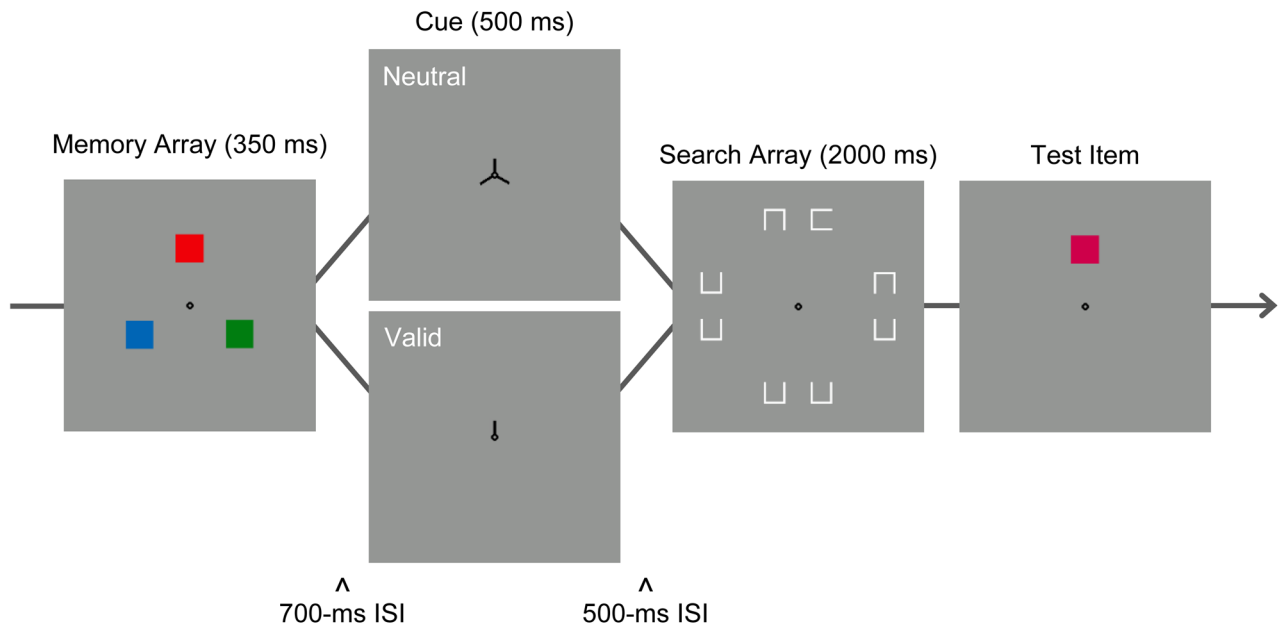 Cue (500 ms)
Neutral
Memory Array (350 ms)
Search Array (2000 ms)
Test Item
Valid
^
^
700-ms ISI
500-ms ISI